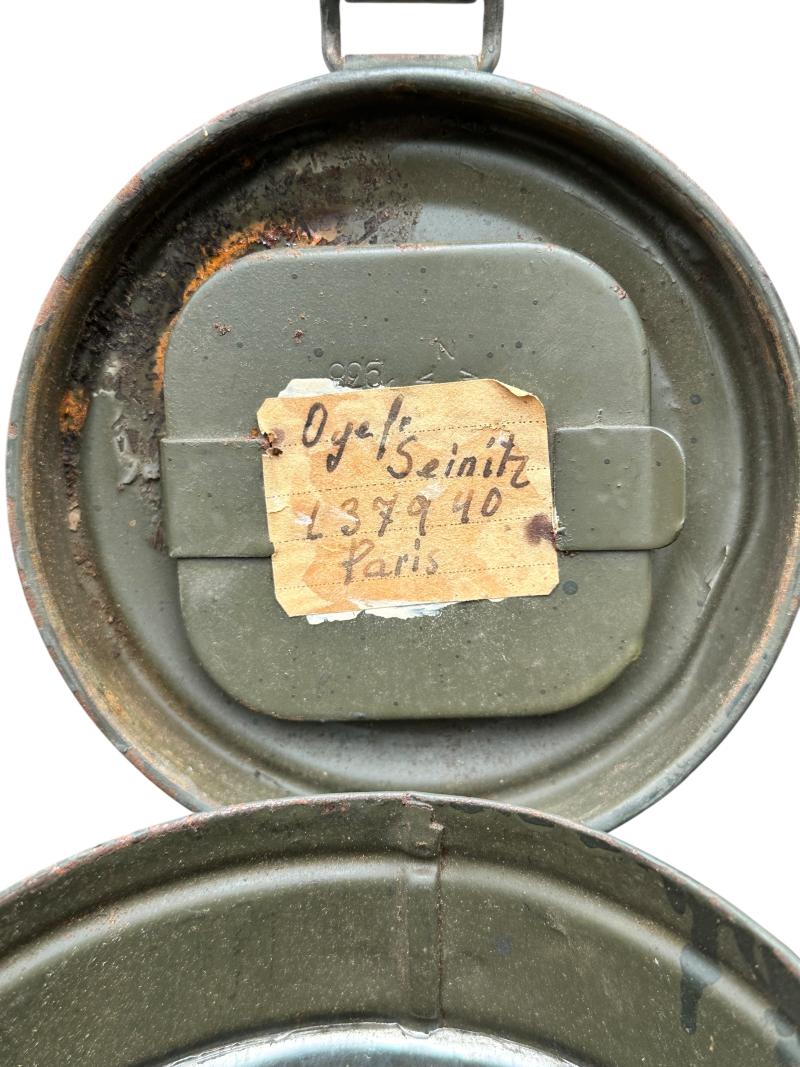 Ogefr.
Seinitz
L 37940
Paris